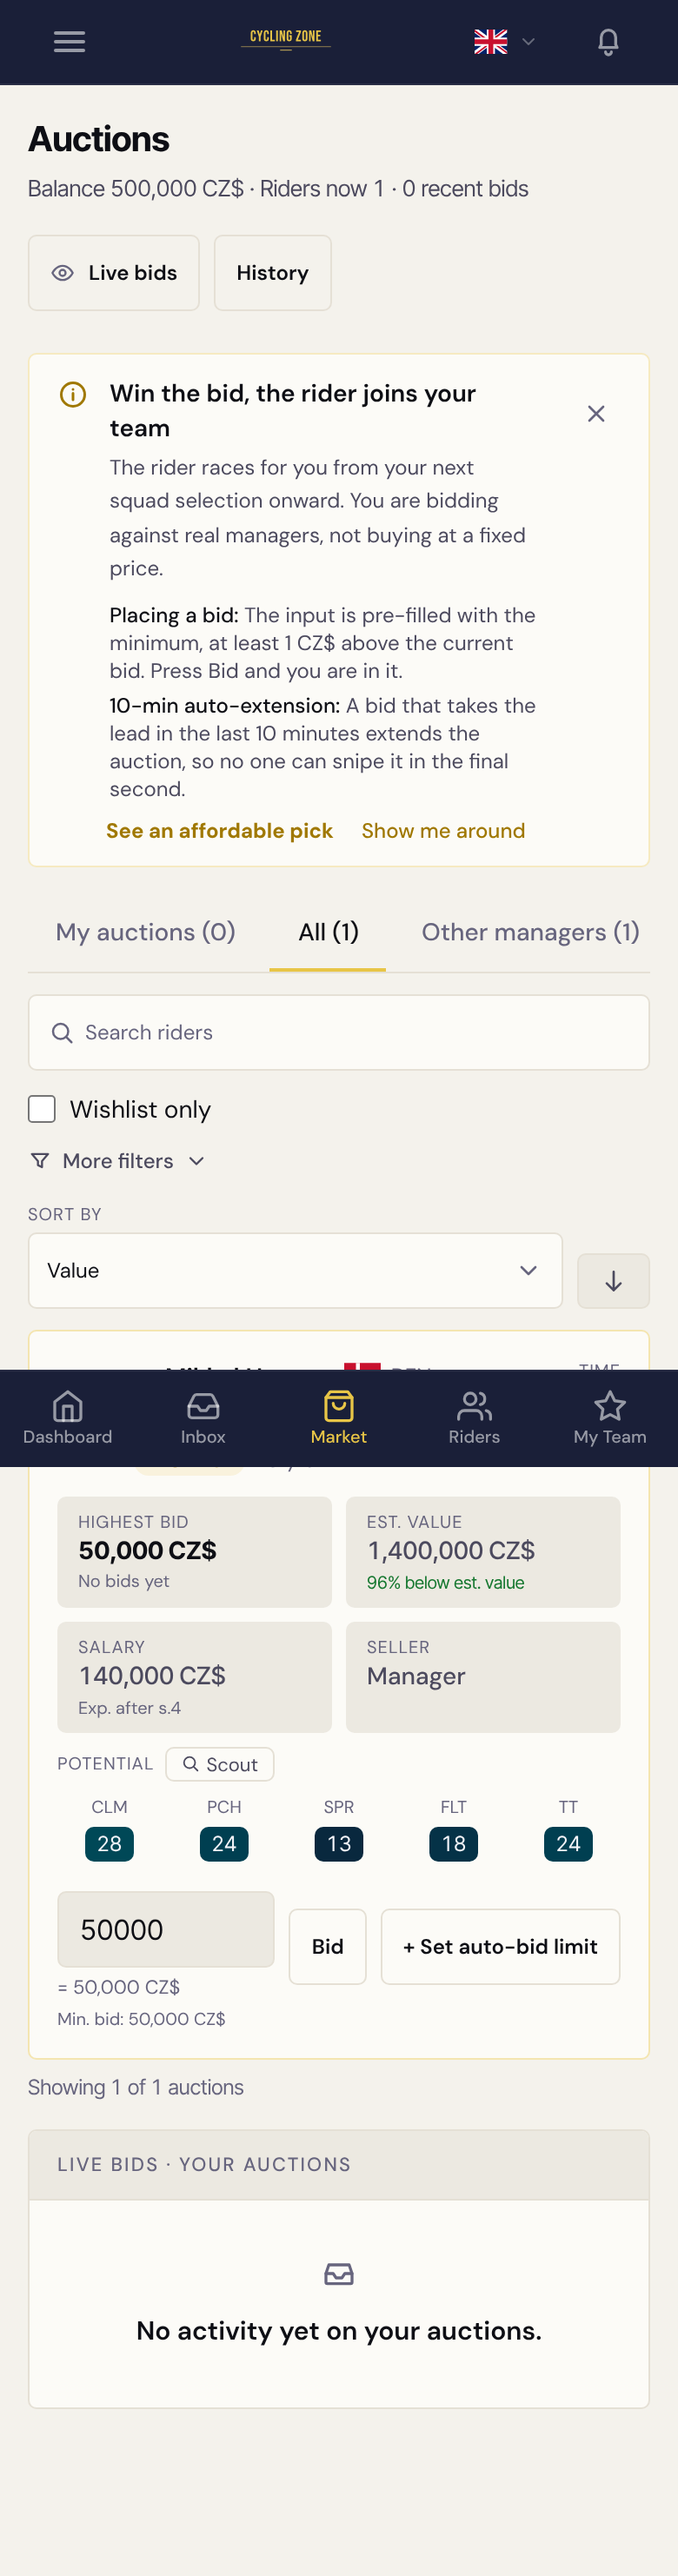 CYCLING ZONE
Auctions
Balance 500,000 CZ$ · Riders now 1 · 0 recent bids
Live bids
History
Win the bid, the rider joins your
team
The rider races for you from your next
squad selection onward. You are bidding
against real managers, not buying at a fixed
price.
Placing a bid: The input is pre-filled with the
minimum, at least 1 CZ$ above the current
bid. Press Bid and you are in it.
10-min auto-extension: A bid that takes the
lead in the last 10 minutes extends the
auction, so no one can snipe it in the final
second.
See an affordable pick
Show me around
My auctions (0)
All (1)
Other managers (1)
Search riders
Wishlist only
More filters
SORT BY
Value
TIME
Dashboard
Inbox
Market
Riders
My Team
HIGHEST BID
50,000 CZ$
No bids yet
EST. VALUE
1,400,000 CZ$
96% below est. value
SALARY
140,000 CZ$
Exp. after s.4
SELLER
Manager
POTENTIAL
Scout
CLM PCH SPR FLT TT
28 24 13 18 24
50000
Bid
+ Set auto-bid limit
= 50,000 CZ$
Min. bid: 50,000 CZ$
Showing 1 of 1 auctions
LIVE BIDS · YOUR AUCTIONS
No activity yet on your auctions.